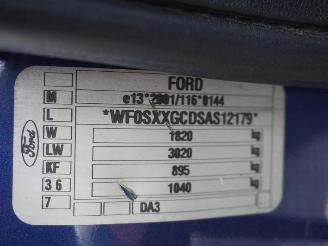 FORD
M e13*2001/116*0144
L *WF0SXXGCDSAS12179*
W 1820 kg
LW 3020 kg
KF 895 kg
3 6 1040 kg
7 DA3
Ford